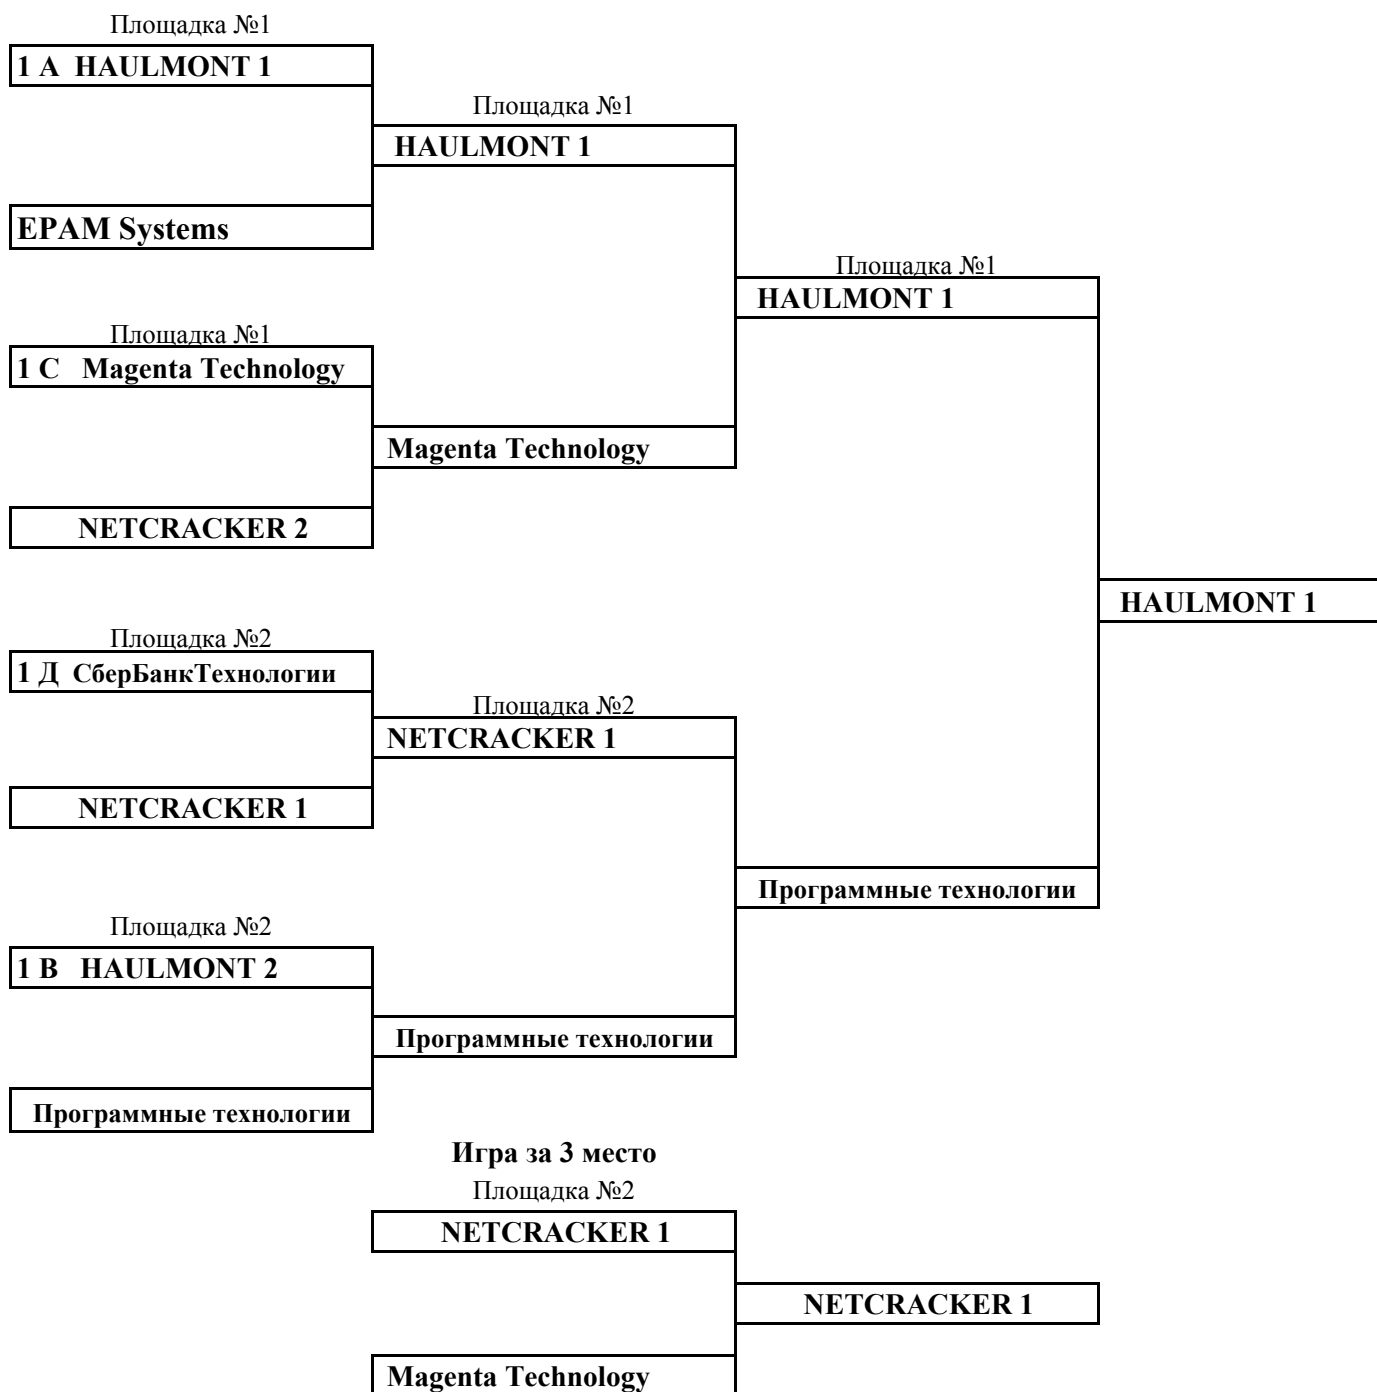 Площадка №1
1 А HAULMONT 1
Площадка №1
HAULMONT 1
EPAM Systems
Площадка №1
HAULMONT 1
Площадка №1
1 С Magenta Technology
Magenta Technology
NETCRACKER 2
HAULMONT 1
Площадка №2
1 Д СберБанкТехнологии
Площадка №2
NETCRACKER 1
NETCRACKER 1
Программные технологии
Площадка №2
1 В HAULMONT 2
Программные технологии
Программные технологии
Игра за 3 место
Площадка №2
NETCRACKER 1
NETCRACKER 1
Magenta Technology